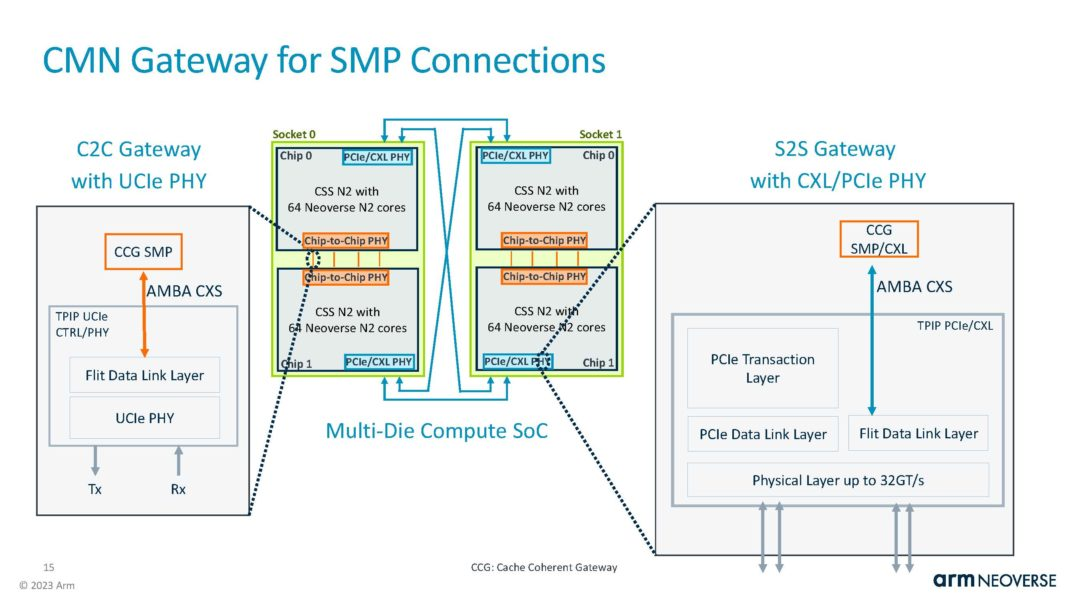 CMN Gateway for SMP Connections
C2C Gateway
with UCIe PHY
CCG SMP
AMBA CXS
TPIP UCIe
CTRL/PHY
Flit Data Link Layer
UCIe PHY
Tx
Rx
Socket 0
Chip 0
PCIe/CXL PHY
CSS N2 with
64 Neoverse N2 cores
Chip-to-Chip PHY
Chip-to-Chip PHY
CSS N2 with
64 Neoverse N2 cores
Chip 1
PCIe/CXL PHY
Socket 1
PCIe/CXL PHY
Chip 0
CSS N2 with
64 Neoverse N2 cores
Chip-to-Chip PHY
Chip-to-Chip PHY
CSS N2 with
64 Neoverse N2 cores
PCIe/CXL PHY
Chip 1
Multi-Die Compute SoC
S2S Gateway
with CXL/PCIe PHY
CCG
SMP/CXL
AMBA CXS
TPIP PCIe/CXL
PCIe Transaction
Layer
PCIe Data Link Layer
Flit Data Link Layer
Physical Layer up to 32GT/s
15
© 2023 Arm
CCG: Cache Coherent Gateway
arm NEOVERSE